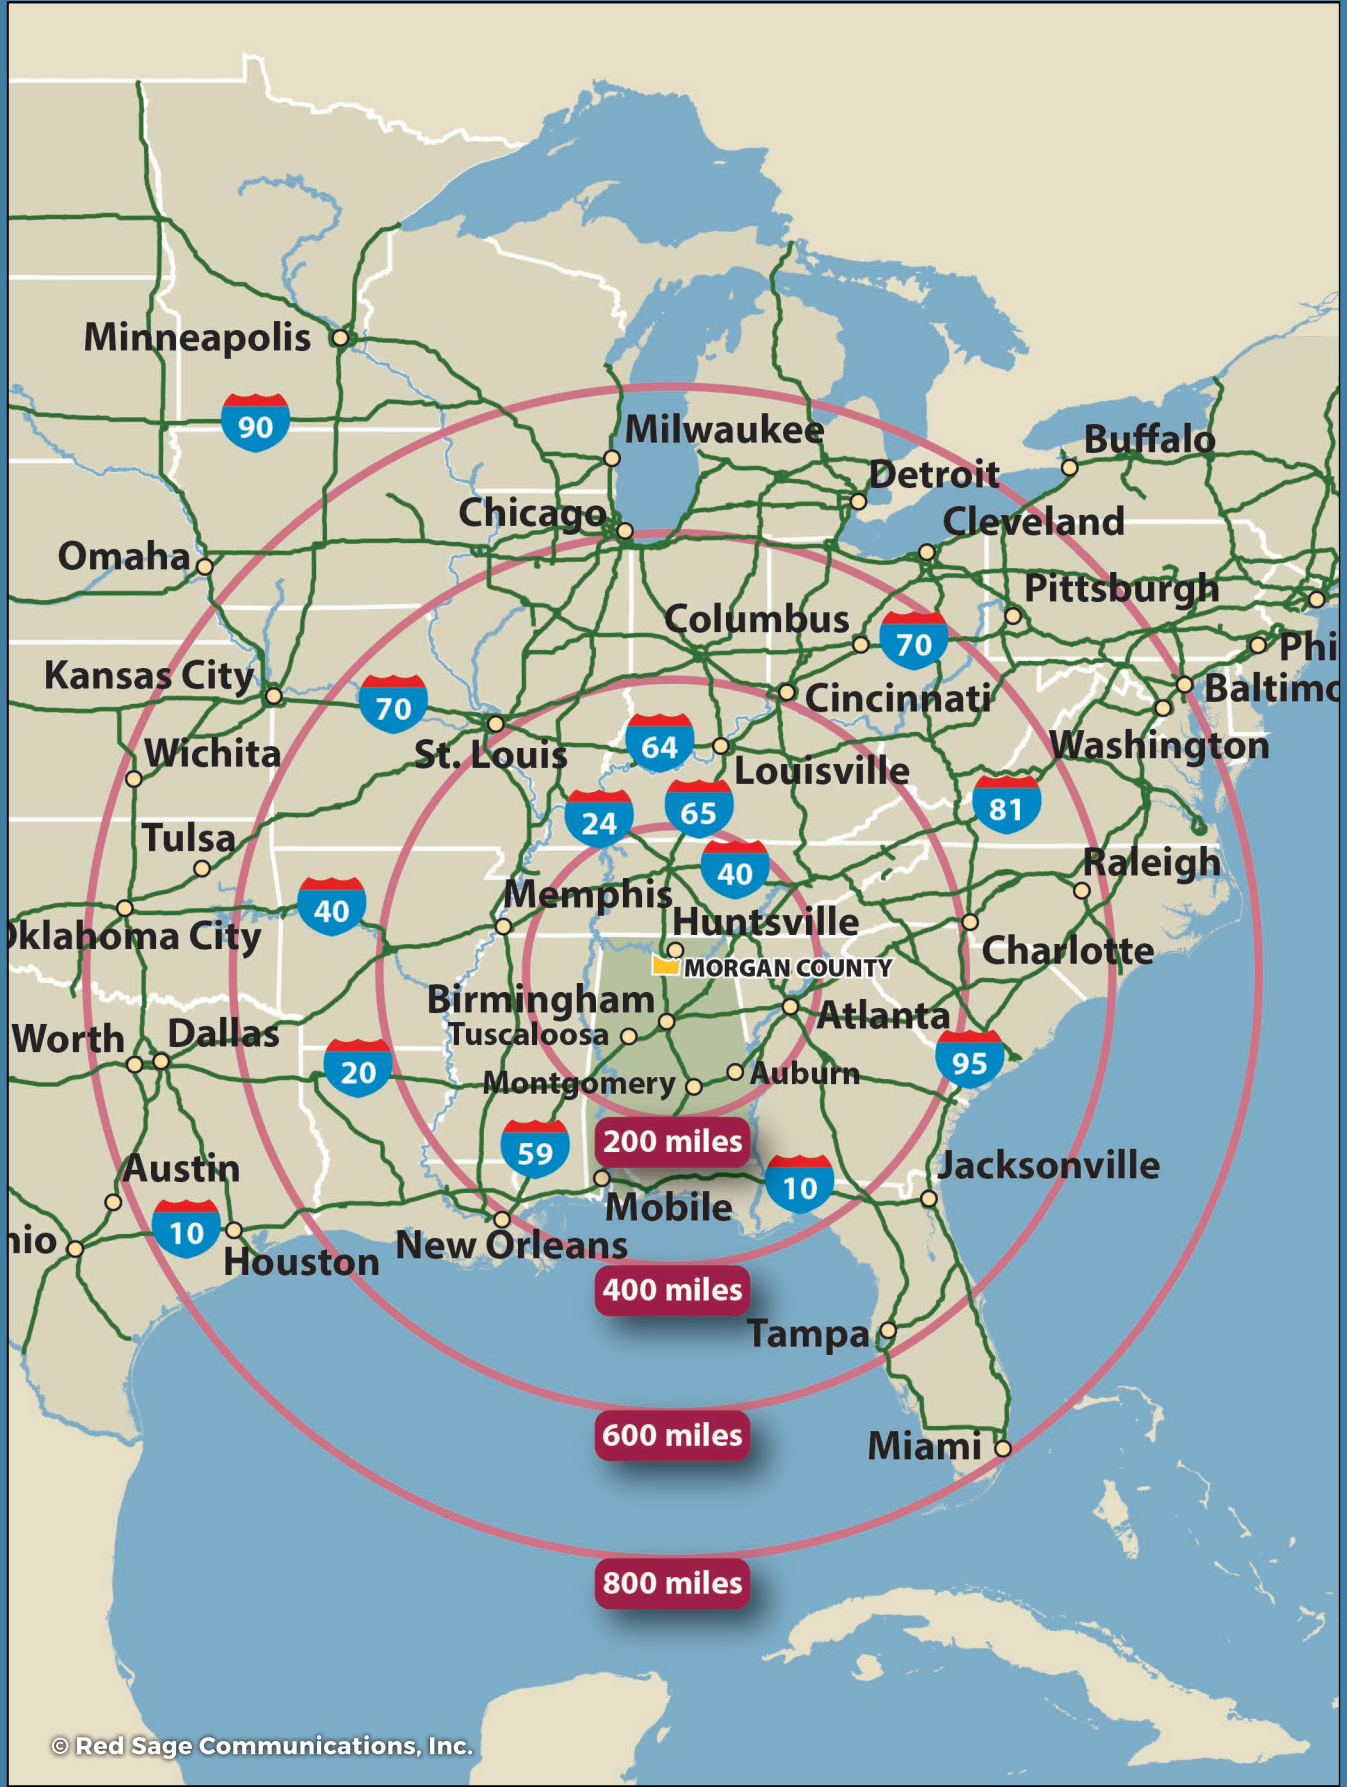 Minneapolis
90
Milwaukee
Buffalo
Detroit
Chicago
Cleveland
Omaha
Pittsburgh
Columbus
70
Phi
Kansas City
70
Cincinnati
Baltimo
64
St. Louis
Washington
Wichita
Louisville
24
65
81
Tulsa
40
Raleigh
40
Memphis
Huntsville
Oklahoma City
Charlotte
MORGAN COUNTY
Birmingham
Atlanta
Worth
Dallas
Tuscaloosa
95
20
Montgomery
Auburn
200 miles
59
Austin
10
Jacksonville
Mobile
10
nio
New Orleans
Houston
400 miles
Tampa
600 miles
Miami
800 miles
© Red Sage Communications, Inc.